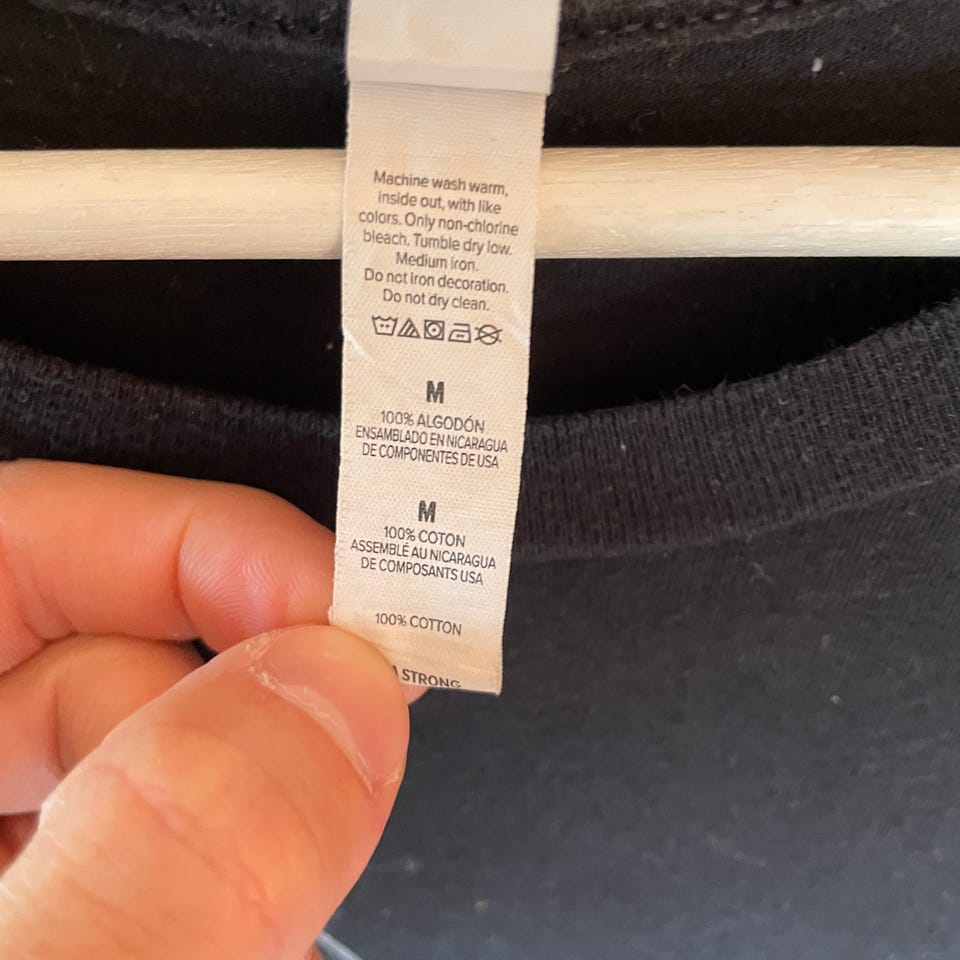 Machine wash warm,
inside out, with like
colors. Only non-chlorine
bleach. Tumble dry low.
Medium iron.
Do not Iron decoration.
Do not dry clean.
M
100% ALGODÓN
ENSAMBLADO EN NICARAGUA
DE COMPONENTES DE USA
M
100% COTON
ASSEMBLÉ AU NICARAGUA
DE COMPOSANTS USA
100% COTTON
STRONG